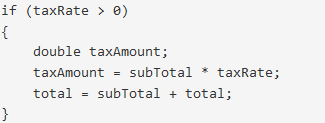 if (taxRate > 0)
{
    double taxAmount;
    taxAmount = subTotal * taxRate;
    total = subTotal + total;
}